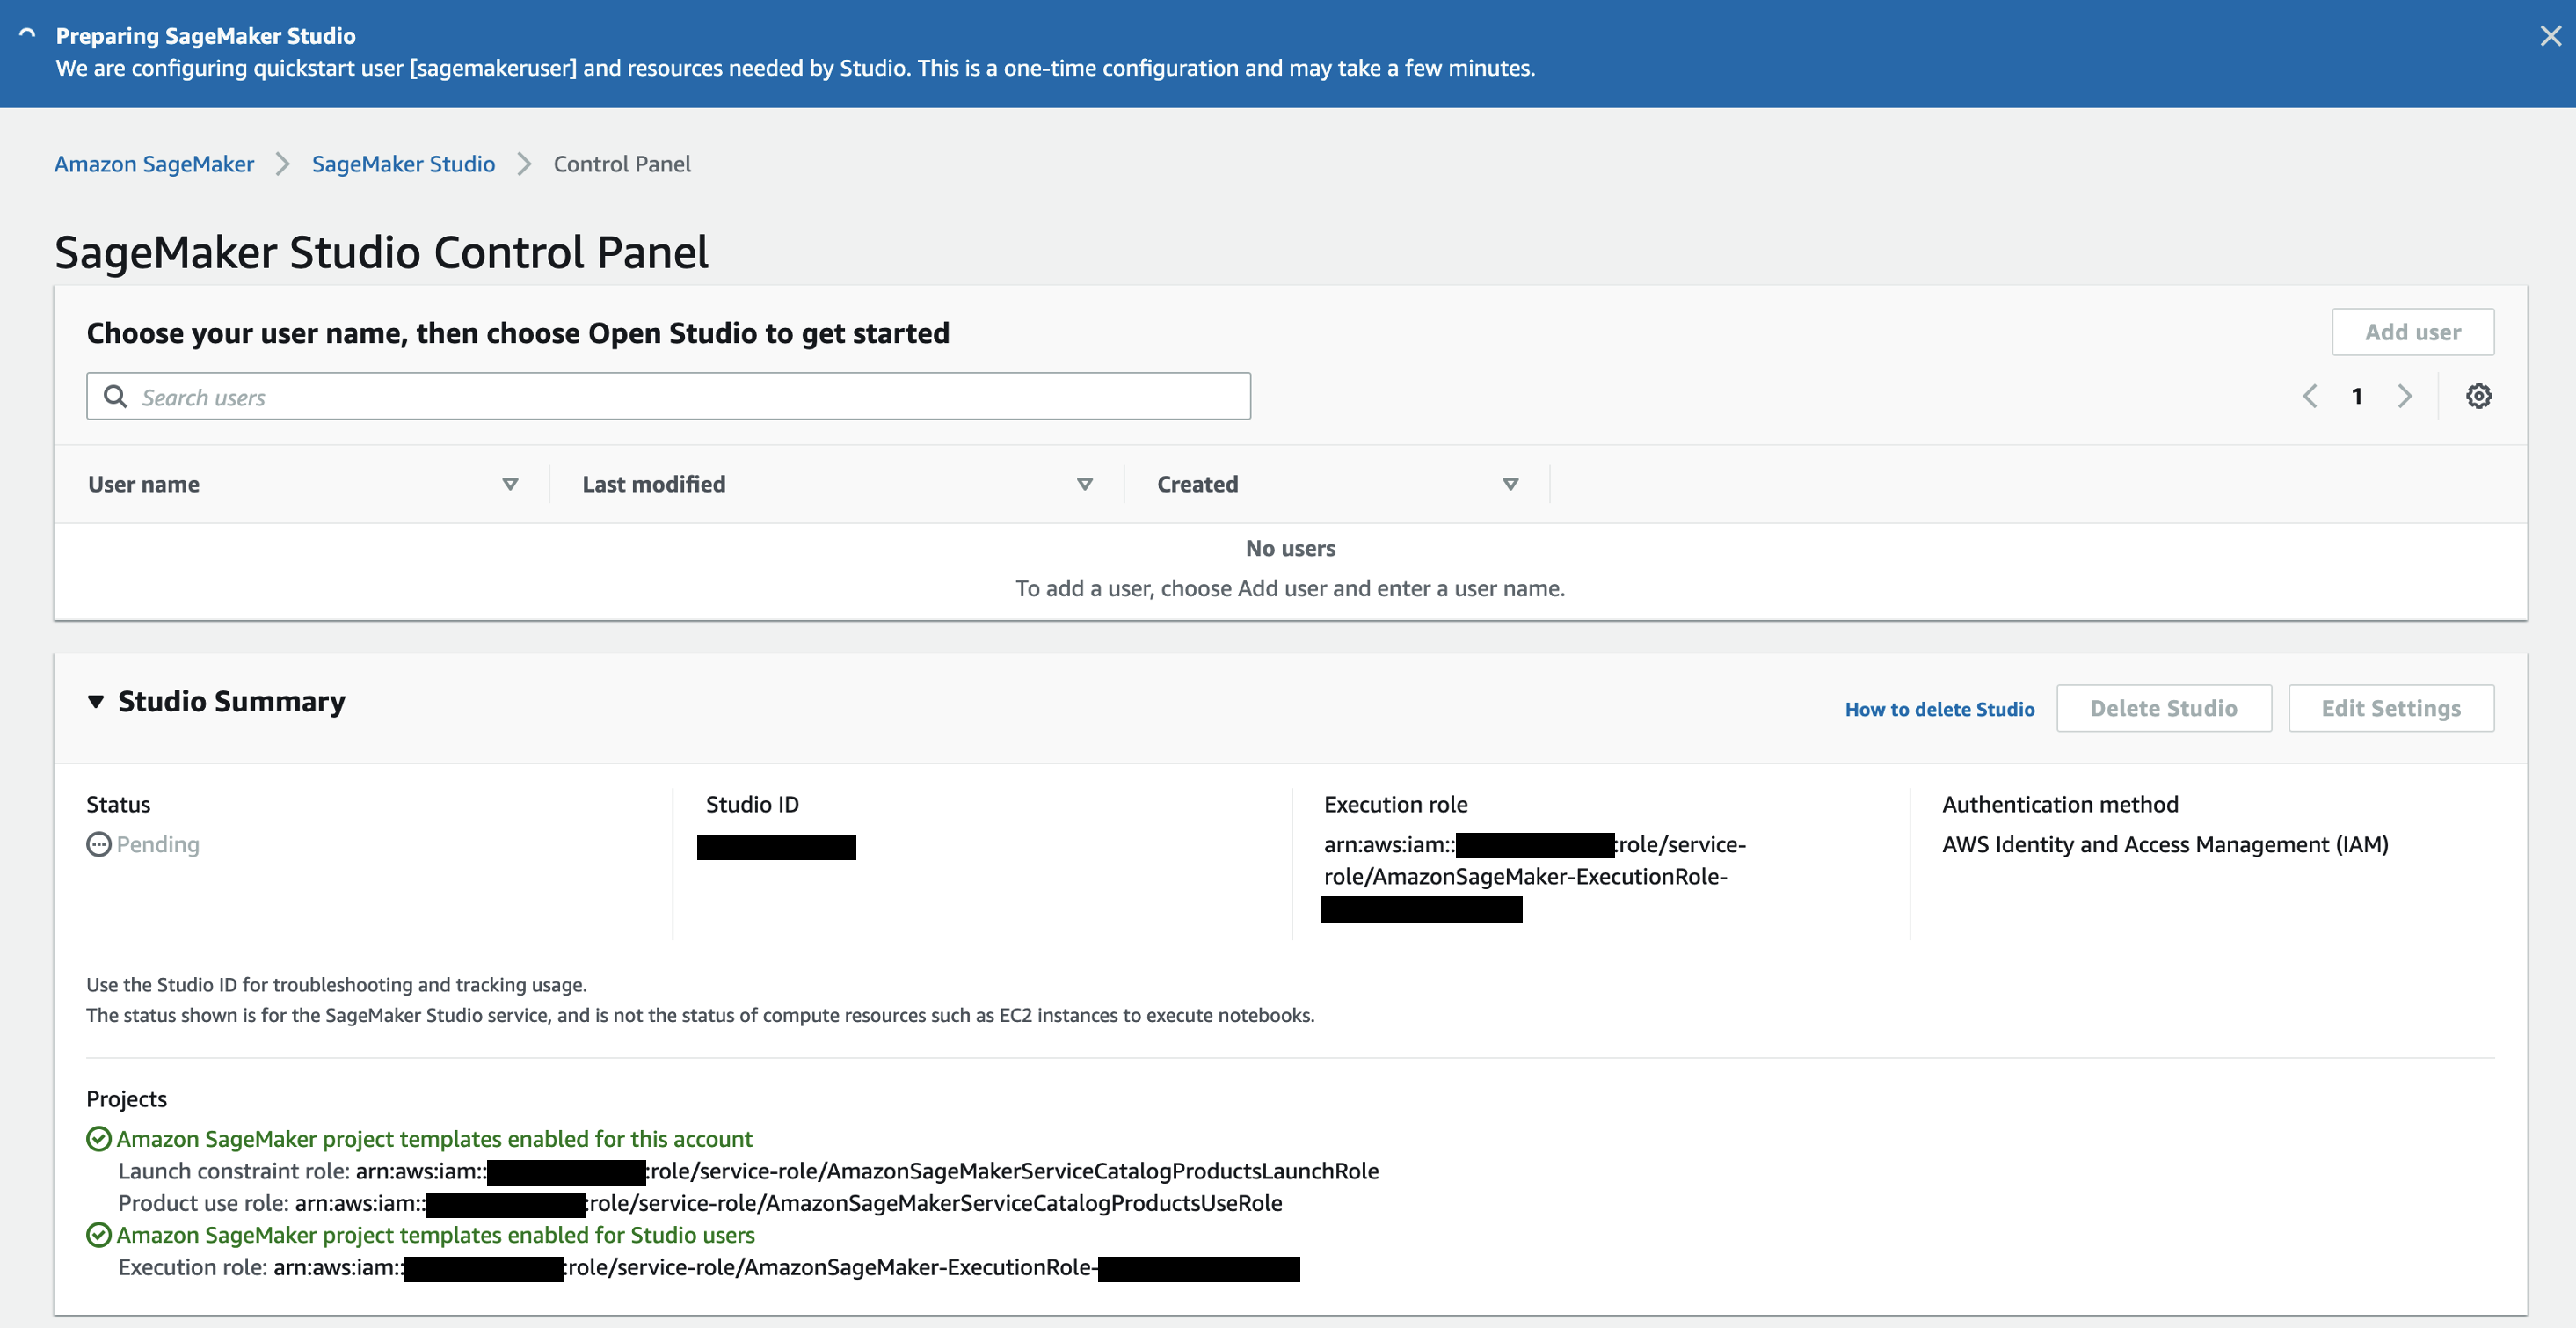 Preparing SageMaker Studio
We are configuring quickstart user [sagemakeruser] and resources needed by Studio. This is a one-time configuration and may take a few minutes.
Amazon SageMaker
SageMaker Studio
Control Panel
SageMaker Studio Control Panel
Choose your user name, then choose Open Studio to get started
Add user
Search users
1
User name
Last modified
Created
No users
To add a user, choose Add user and enter a user name.
Studio Summary
How to delete Studio
Delete Studio
Edit Settings
Status
Pending
Studio ID
Execution role
arn:aws:iam:: :role/service-
role/AmazonSageMaker-ExecutionRole-
Authentication method
AWS Identity and Access Management (IAM)
Use the Studio ID for troubleshooting and tracking usage.
The status shown is for the SageMaker Studio service, and is not the status of compute resources such as EC2 instances to execute notebooks.
Projects
Amazon SageMaker project templates enabled for this account
Launch constraint role: arn:aws:iam:: :role/service-role/AmazonSageMakerServiceCatalogProductsLaunchRole
Product use role: arn:aws:iam:: :role/service-role/AmazonSageMakerServiceCatalogProductsUseRole
Amazon SageMaker project templates enabled for Studio users
Execution role: arn:aws:iam:: :role/service-role/AmazonSageMaker-ExecutionRole-